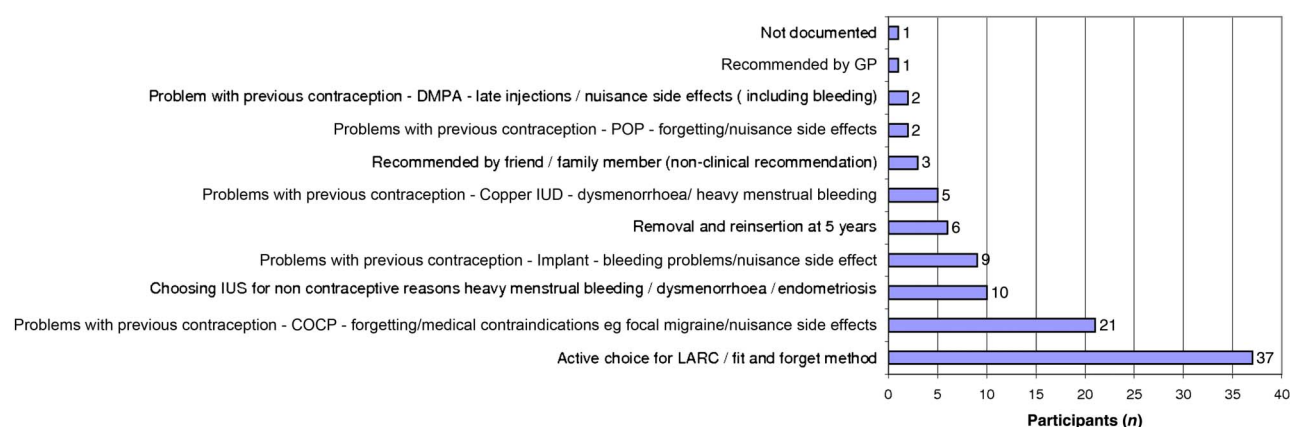 Not documented 1
Recommended by GP 1
Problem with previous contraception - DMPA - late injections / nuisance side effects ( including bleeding) 2
Problems with previous contraception - POP - forgetting/nuisance side effects 2
Recommended by friend / family member (non-clinical recommendation) 3
Problems with previous contraception - Copper IUD - dysmenorrhoea/ heavy menstrual bleeding 5
Removal and reinsertion at 5 years 6
Problems with previous contraception - Implant - bleeding problems/nuisance side effect 9
Choosing IUS for non contraceptive reasons heavy menstrual bleeding / dysmenorrhoea / endometriosis 10
Problems with previous contraception - COCP - forgetting/medical contraindications eg focal migraine/nuisance side effects 21
Active choice for LARC / fit and forget method 37
0 5 10 15 20 25 30 35 40
Participants (n)